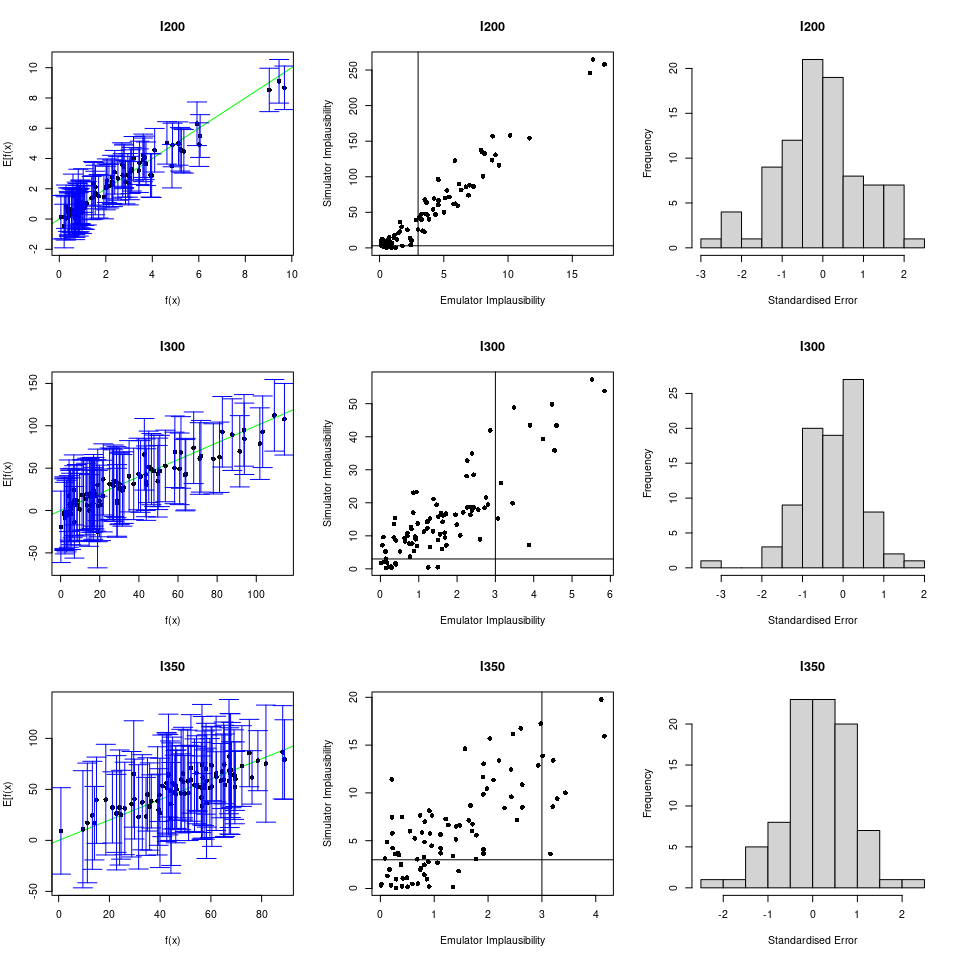 I200
I200
I200
E[f(x)
-2 0 2 4 6 8 10
0 2 4 6 8 10
f(x)
Simulator Implausibility
0 50 100 150 200 250
0 5 10 15
Emulator Implausibility
Frequency
0 5 10 15 20
-3 -2 -1 0 1 2
Standardised Error
I300
I300
I300
E[f(x)
-50 0 50 100 150
0 20 40 60 80 100
f(x)
Simulator Implausibility
0 10 20 30 40 50
0 1 2 3 4 5 6
Emulator Implausibility
Frequency
0 5 10 15 20 25
-3 -2 -1 0 1 2
Standardised Error
I350
I350
I350
E[f(x)
-50 0 50 100
0 20 40 60 80
f(x)
Simulator Implausibility
0 5 10 15 20
0 1 2 3 4
Emulator Implausibility
Frequency
0 5 10 15 20
-2 -1 0 1 2
Standardised Error